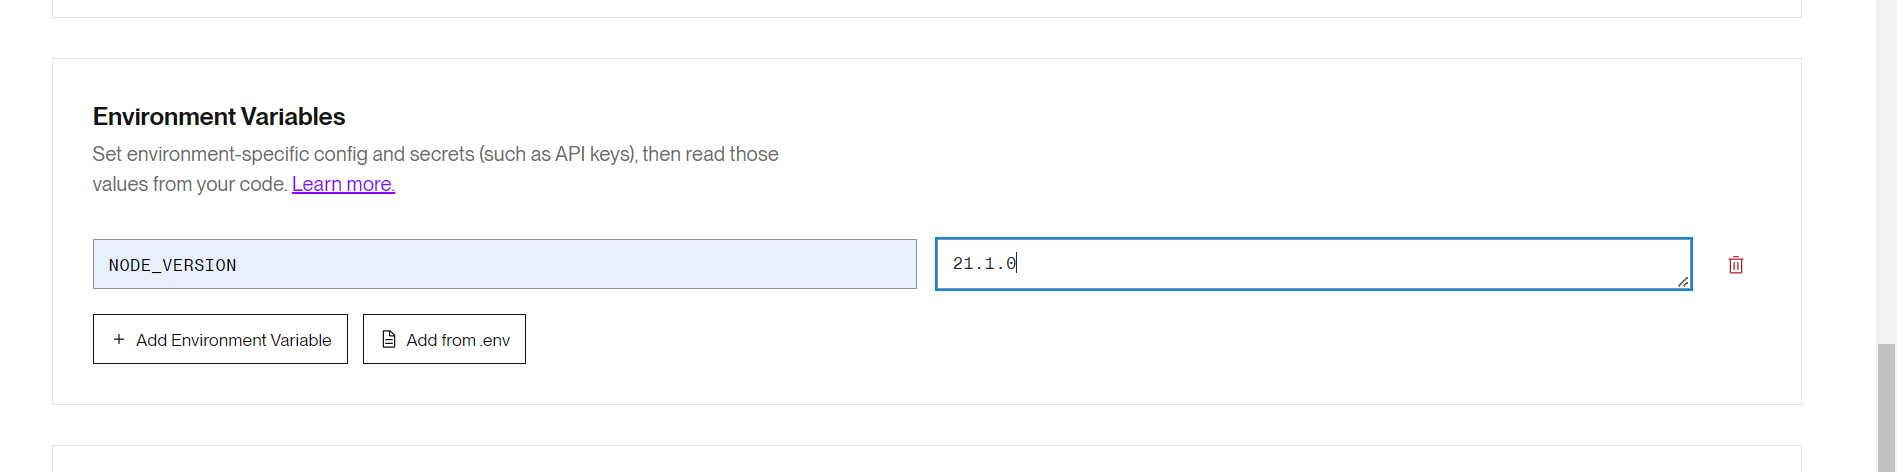 Environment Variables
Set environment-specific config and secrets (such as API keys), then read those
values from your code. Learn more.
NODE_VERSION
21.1.0
+ Add Environment Variable
Add from .env